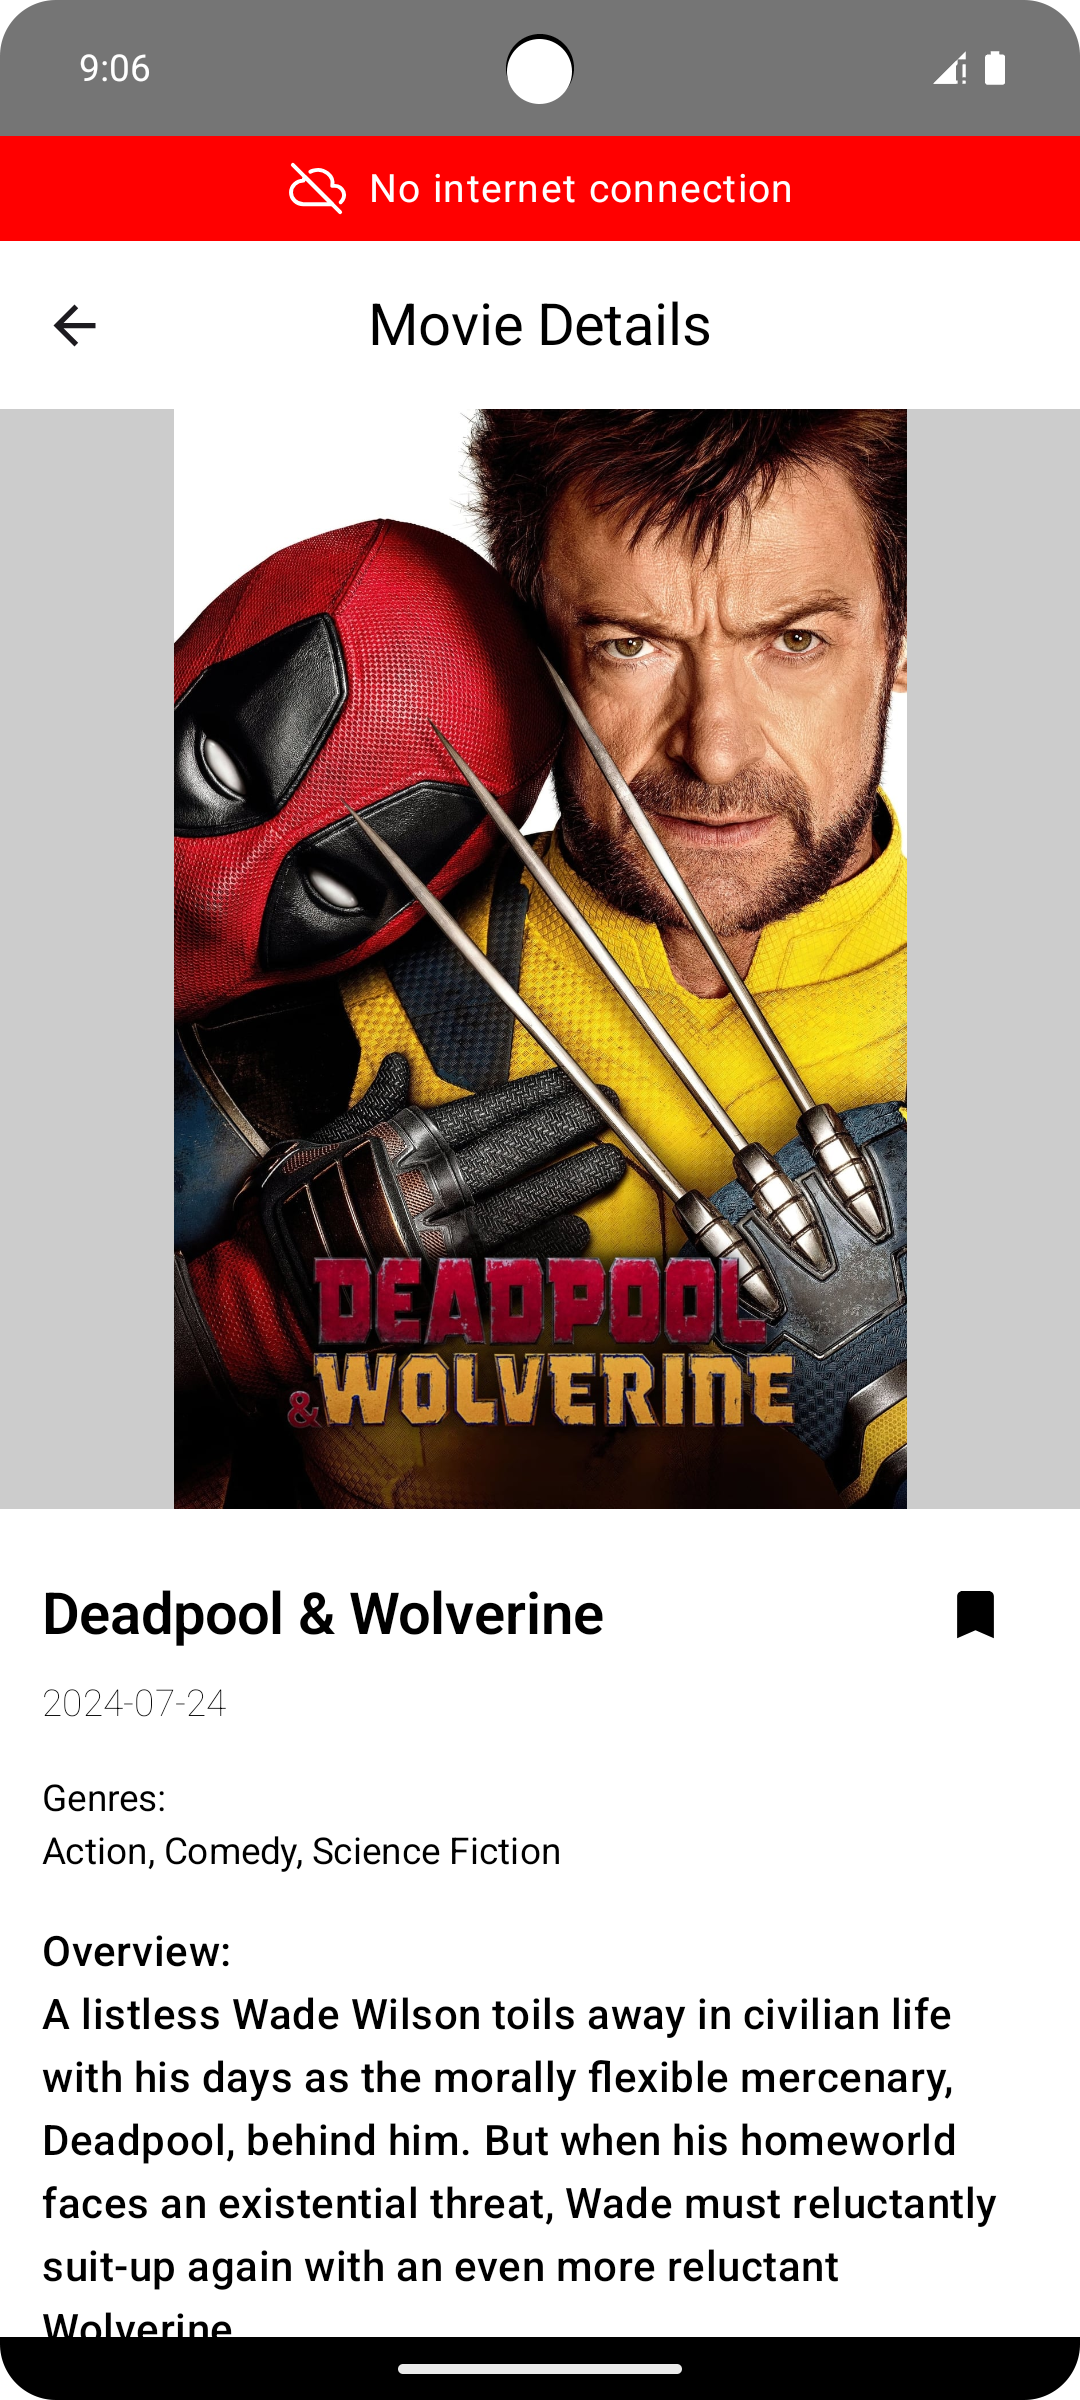 9:06
No internet connection
Movie Details
DEADPOOL
&WOLVERINE
Deadpool & Wolverine
2024-07-24
Genres:
Action, Comedy, Science Fiction
Overview:
A listless Wade Wilson toils away in civilian life
with his days as the morally flexible mercenary,
Deadpool, behind him. But when his homeworld
faces an existential threat, Wade must reluctantly
suit-up again with an even more reluctant
Wolverine